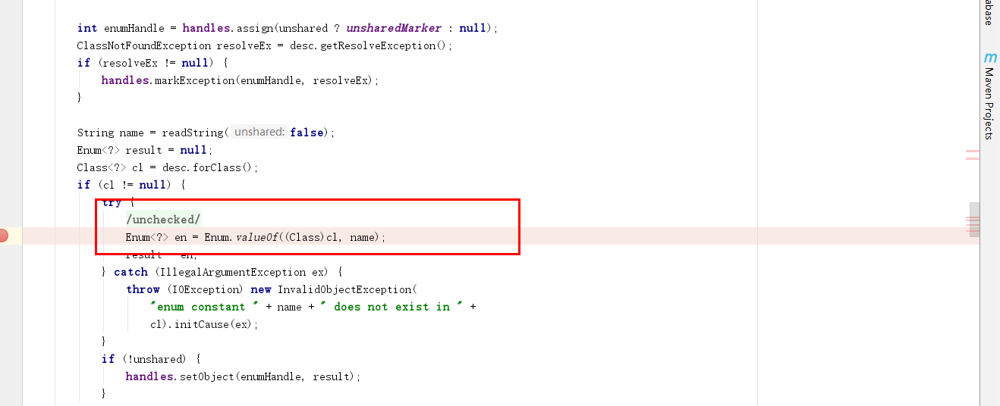 int enumHandle = handles.assign(unshared ? unsharedMarker : null);
ClassNotFoundException resolveEx = desc.getResolveException();
if (resolveEx != null) {
handles.markException(enumHandle, resolveEx);
}
String name = readString( unshared: false);
Enum<?> result = null;
Class<?> cl = desc.forClass();
if (cl != null) {
try {
/unchecked/
Enum<?> en = Enum.valueOf((Class)cl, name);
result = en;
} catch (IllegalArgumentException ex) {
throw (IOException) new InvalidObjectException(
"enum constant " + name + " does not exist in " +
cl).initCause(ex);
}
if (!unshared) {
handles.setObject(enumHandle, result);
}
abase
m Maven Projects